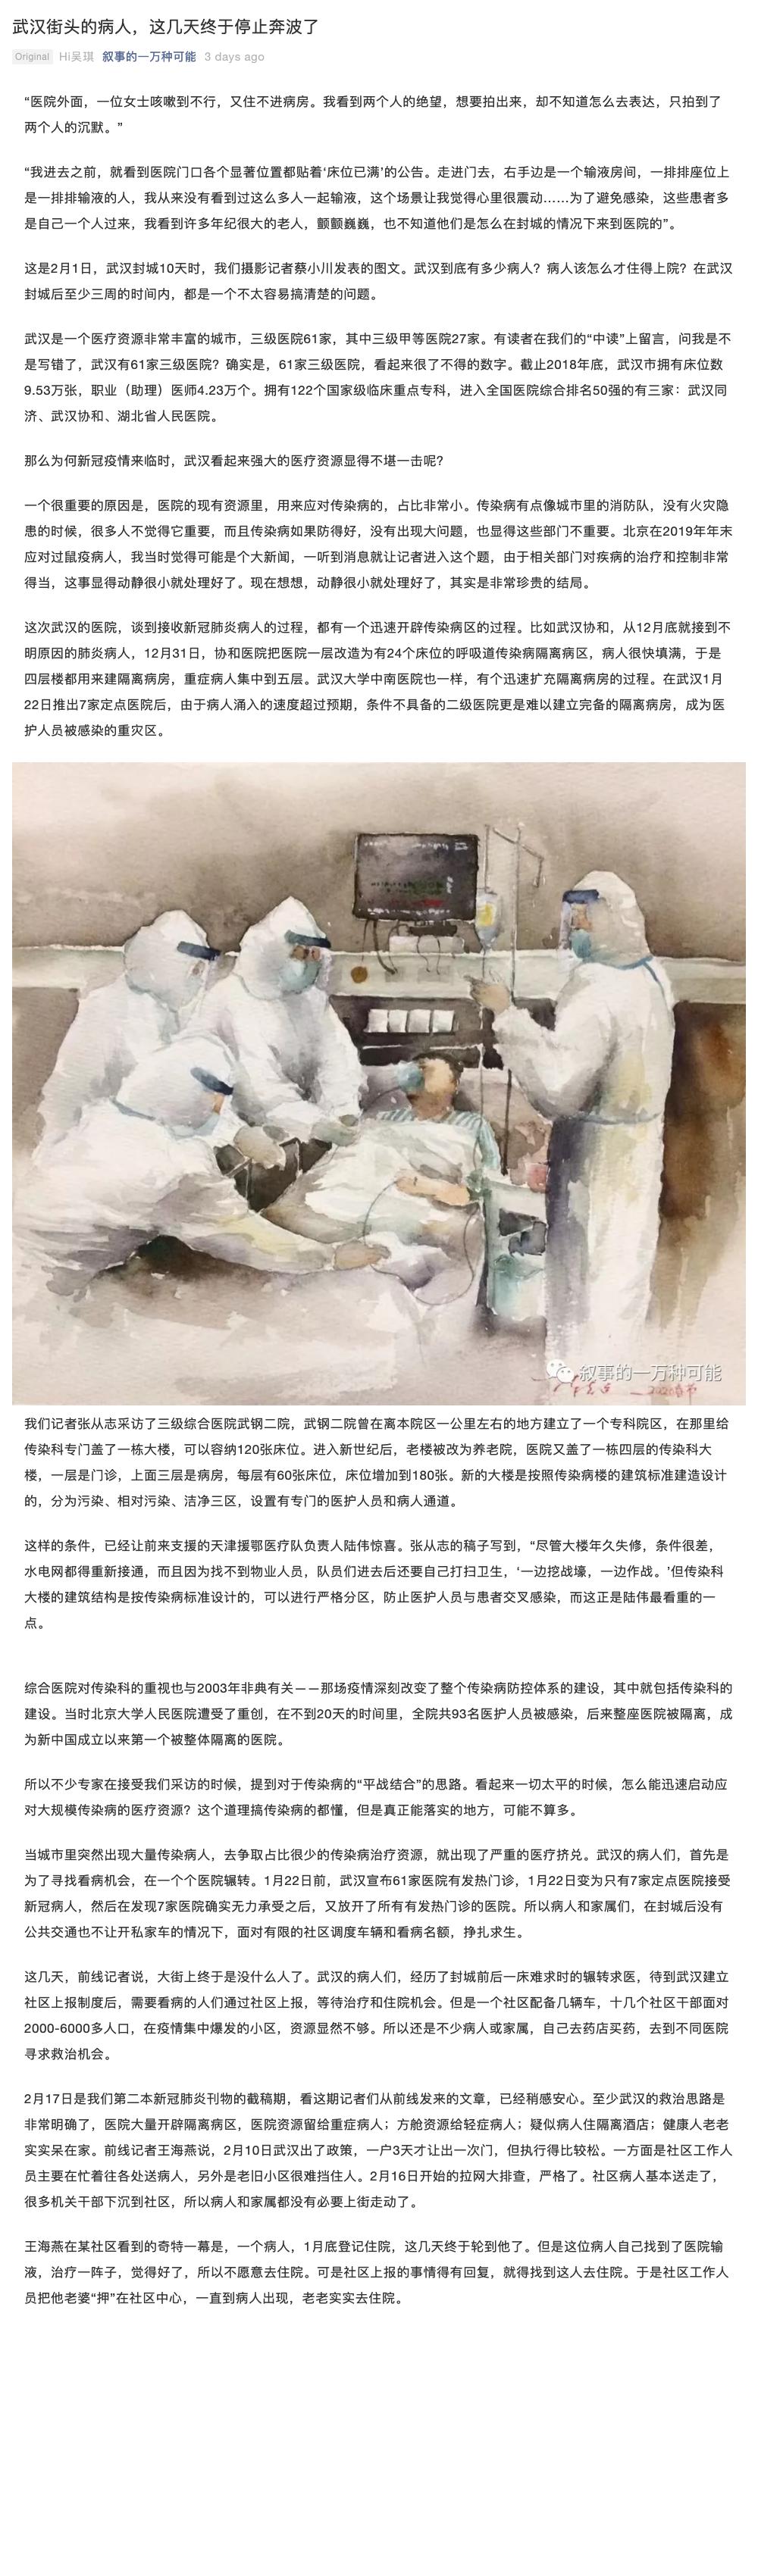 武汉街头的病人，这几天终于停止奔波了
Original Hi吴琪 叙事的一万种可能 3 days ago
“医院外面，一位女士咳嗽到不行，又住不进病房。我看到两个人的绝望，想要拍出来，却不知道怎么去表达，只拍到了
两个人的沉默。”
“我进去之前，就看到医院门口各个显著位置都贴着‘床位已满’的公告。走进门去，右手边是一个输液房间，一排排座位上
是一排排输液的人，我从来没有看到过这么多人一起输液，这个场景让我觉得心里很震动……为了避免感染，这些患者多
是自己一个人过来，我看到许多年纪很大的老人，颤颤巍巍，也不知道他们是怎么在封城的情况下来到医院的”。
这是2月1日，武汉封城10天时，我们摄影记者蔡小川发表的图文。武汉到底有多少病人？病人该怎么才住得上院？在武汉
封城后至少三周的时间内，都是一个不太容易搞清楚的问题。
武汉是一个医疗资源非常丰富的城市，三级医院61家，其中三级甲等医院27家。有读者在我们的“中读”上留言，问我是不
是写错了，武汉有61家三级医院？确实是，61家三级医院，看起来很了不得的数字。截止2018年底，武汉市拥有床位数
9.53万张，职业（助理）医师4.23万个。拥有122个国家级临床重点专科，进入全国医院综合排名50强的有三家：武汉同
济、武汉协和、湖北省人民医院。
那么为何新冠疫情来临时，武汉看起来强大的医疗资源显得不堪一击呢？
一个很重要的原因是，医院的现有资源里，用来应对传染病的，占比非常小。传染病有点像城市里的消防队，没有火灾隐
患的时候，很多人不觉得它重要，而且传染病如果防得好，没有出现大问题，也显得这些部门不重要。北京在2019年年末
应对过鼠疫病人，我当时觉得可能是个大新闻，一听到消息就让记者进入这个题，由于相关部门对疾病的治疗和控制非常
得当，这事显得动静很小就处理好了。现在想想，动静很小就处理好了，其实是非常珍贵的结局。
这次武汉的医院，谈到接收新冠肺炎病人的过程，都有一个迅速开辟传染病区的过程。比如武汉协和，从12月底就接到不
明原因的肺炎病人，12月31日，协和医院把医院一层改造为有24个床位的呼吸道传染病隔离病区，病人很快填满，于是
四层楼都用来建隔离病房，重症病人集中到五层。武汉大学中南医院也一样，有个迅速扩充隔离病房的过程。在武汉1月
22日推出7家定点医院后，由于病人涌入的速度超过预期，条件不具备的二级医院更是难以建立完备的隔离病房，成为医
护人员被感染的重灾区。
叙事的一万种可能
我们记者张从志采访了三级综合医院武钢二院，武钢二院曾在离本院区一公里左右的地方建立了一个专科院区，在那里给
传染科专门盖了一栋大楼，可以容纳120张床位。进入新世纪后，老楼被改为养老院，医院又盖了一栋四层的传染科大
楼，一层是门诊，上面三层是病房，每层有60张床位，床位增加到180张。新的大楼是按照传染病楼的建筑标准建造设计
的，分为污染、相对污染、洁净三区，设置有专门的医护人员和病人通道。
这样的条件，已经让前来支援的天津援鄂医疗队负责人陆伟惊喜。张从志的稿子写到，“尽管大楼年久失修，条件很差，
水电网都得重新接通，而且因为找不到物业人员，队员们进去后还要自己打扫卫生，‘一边挖战壕，一边作战。’但传染科
大楼的建筑结构是按传染病标准设计的，可以进行严格分区，防止医护人员与患者交叉感染，而这正是陆伟最看重的一
点。
综合医院对传染科的重视也与2003年非典有关——那场疫情深刻改变了整个传染病防控体系的建设，其中就包括传染科的
建设。当时北京大学人民医院遭受了重创，在不到20天的时间里，全院共93名医护人员被感染，后来整座医院被隔离，成
为新中国成立以来第一个被整体隔离的医院。
所以不少专家在接受我们采访的时候，提到对于传染病的“平战结合”的思路。看起来一切太平的时候，怎么能迅速启动应
对大规模传染病的医疗资源？这个道理搞传染病的都懂，但是真正能落实的地方，可能不算多。
当城市里突然出现大量传染病人，去争取占比很少的传染病治疗资源，就出现了严重的医疗挤兑。武汉的病人们，首先是
为了寻找看病机会，在一个个医院辗转。1月22日前，武汉宣布61家医院有发热门诊，1月22日变为只有7家定点医院接受
新冠病人，然后在发现7家医院确实无力承受之后，又放开了所有有发热门诊的医院。所以病人和家属们，在封城后没有
公共交通也不让开私家车的情况下，面对有限的社区调度车辆和看病名额，挣扎求生。
这几天，前线记者说，大街上终于是没什么人了。武汉的病人们，经历了封城前后一床难求时的辗转求医，待到武汉建立
社区上报制度后，需要看病的人们通过社区上报，等待治疗和住院机会。但是一个社区配备几辆车，十几个社区干部面对
2000-6000多人口，在疫情集中爆发的小区，资源显然不够。所以还是不少病人或家属，自己去药店买药，去到不同医院
寻求救治机会。
2月17日是我们第二本新冠肺炎刊物的截稿期，看这期记者们从前线发来的文章，已经稍感安心。至少武汉的救治思路是
非常明确了，医院大量开辟隔离病区，医院资源留给重症病人；方舱资源给轻症病人；疑似病人住隔离酒店；健康人老老
实实呆在家。前线记者王海燕说，2月10日武汉出了政策，一户3天才让出一次门，但执行得比较松。一方面是社区工作人
员主要在忙着往各处送病人，另外是老旧小区很难挡住人。2月16日开始的拉网大排查，严格了。社区病人基本送走了，
很多机关干部下沉到社区，所以病人和家属都没有必要上街走动了。
王海燕在某社区看到的奇特一幕是，一个病人，1月底登记住院，这几天终于轮到他了。但是这位病人自己找到了医院输
液，治疗一阵子，觉得好了，所以不愿意去住院。可是社区上报的事情得有回复，就得找到这人去住院。于是社区工作人
员把他老婆“押”在社区中心，一直到病人出现，老老实实去住院。